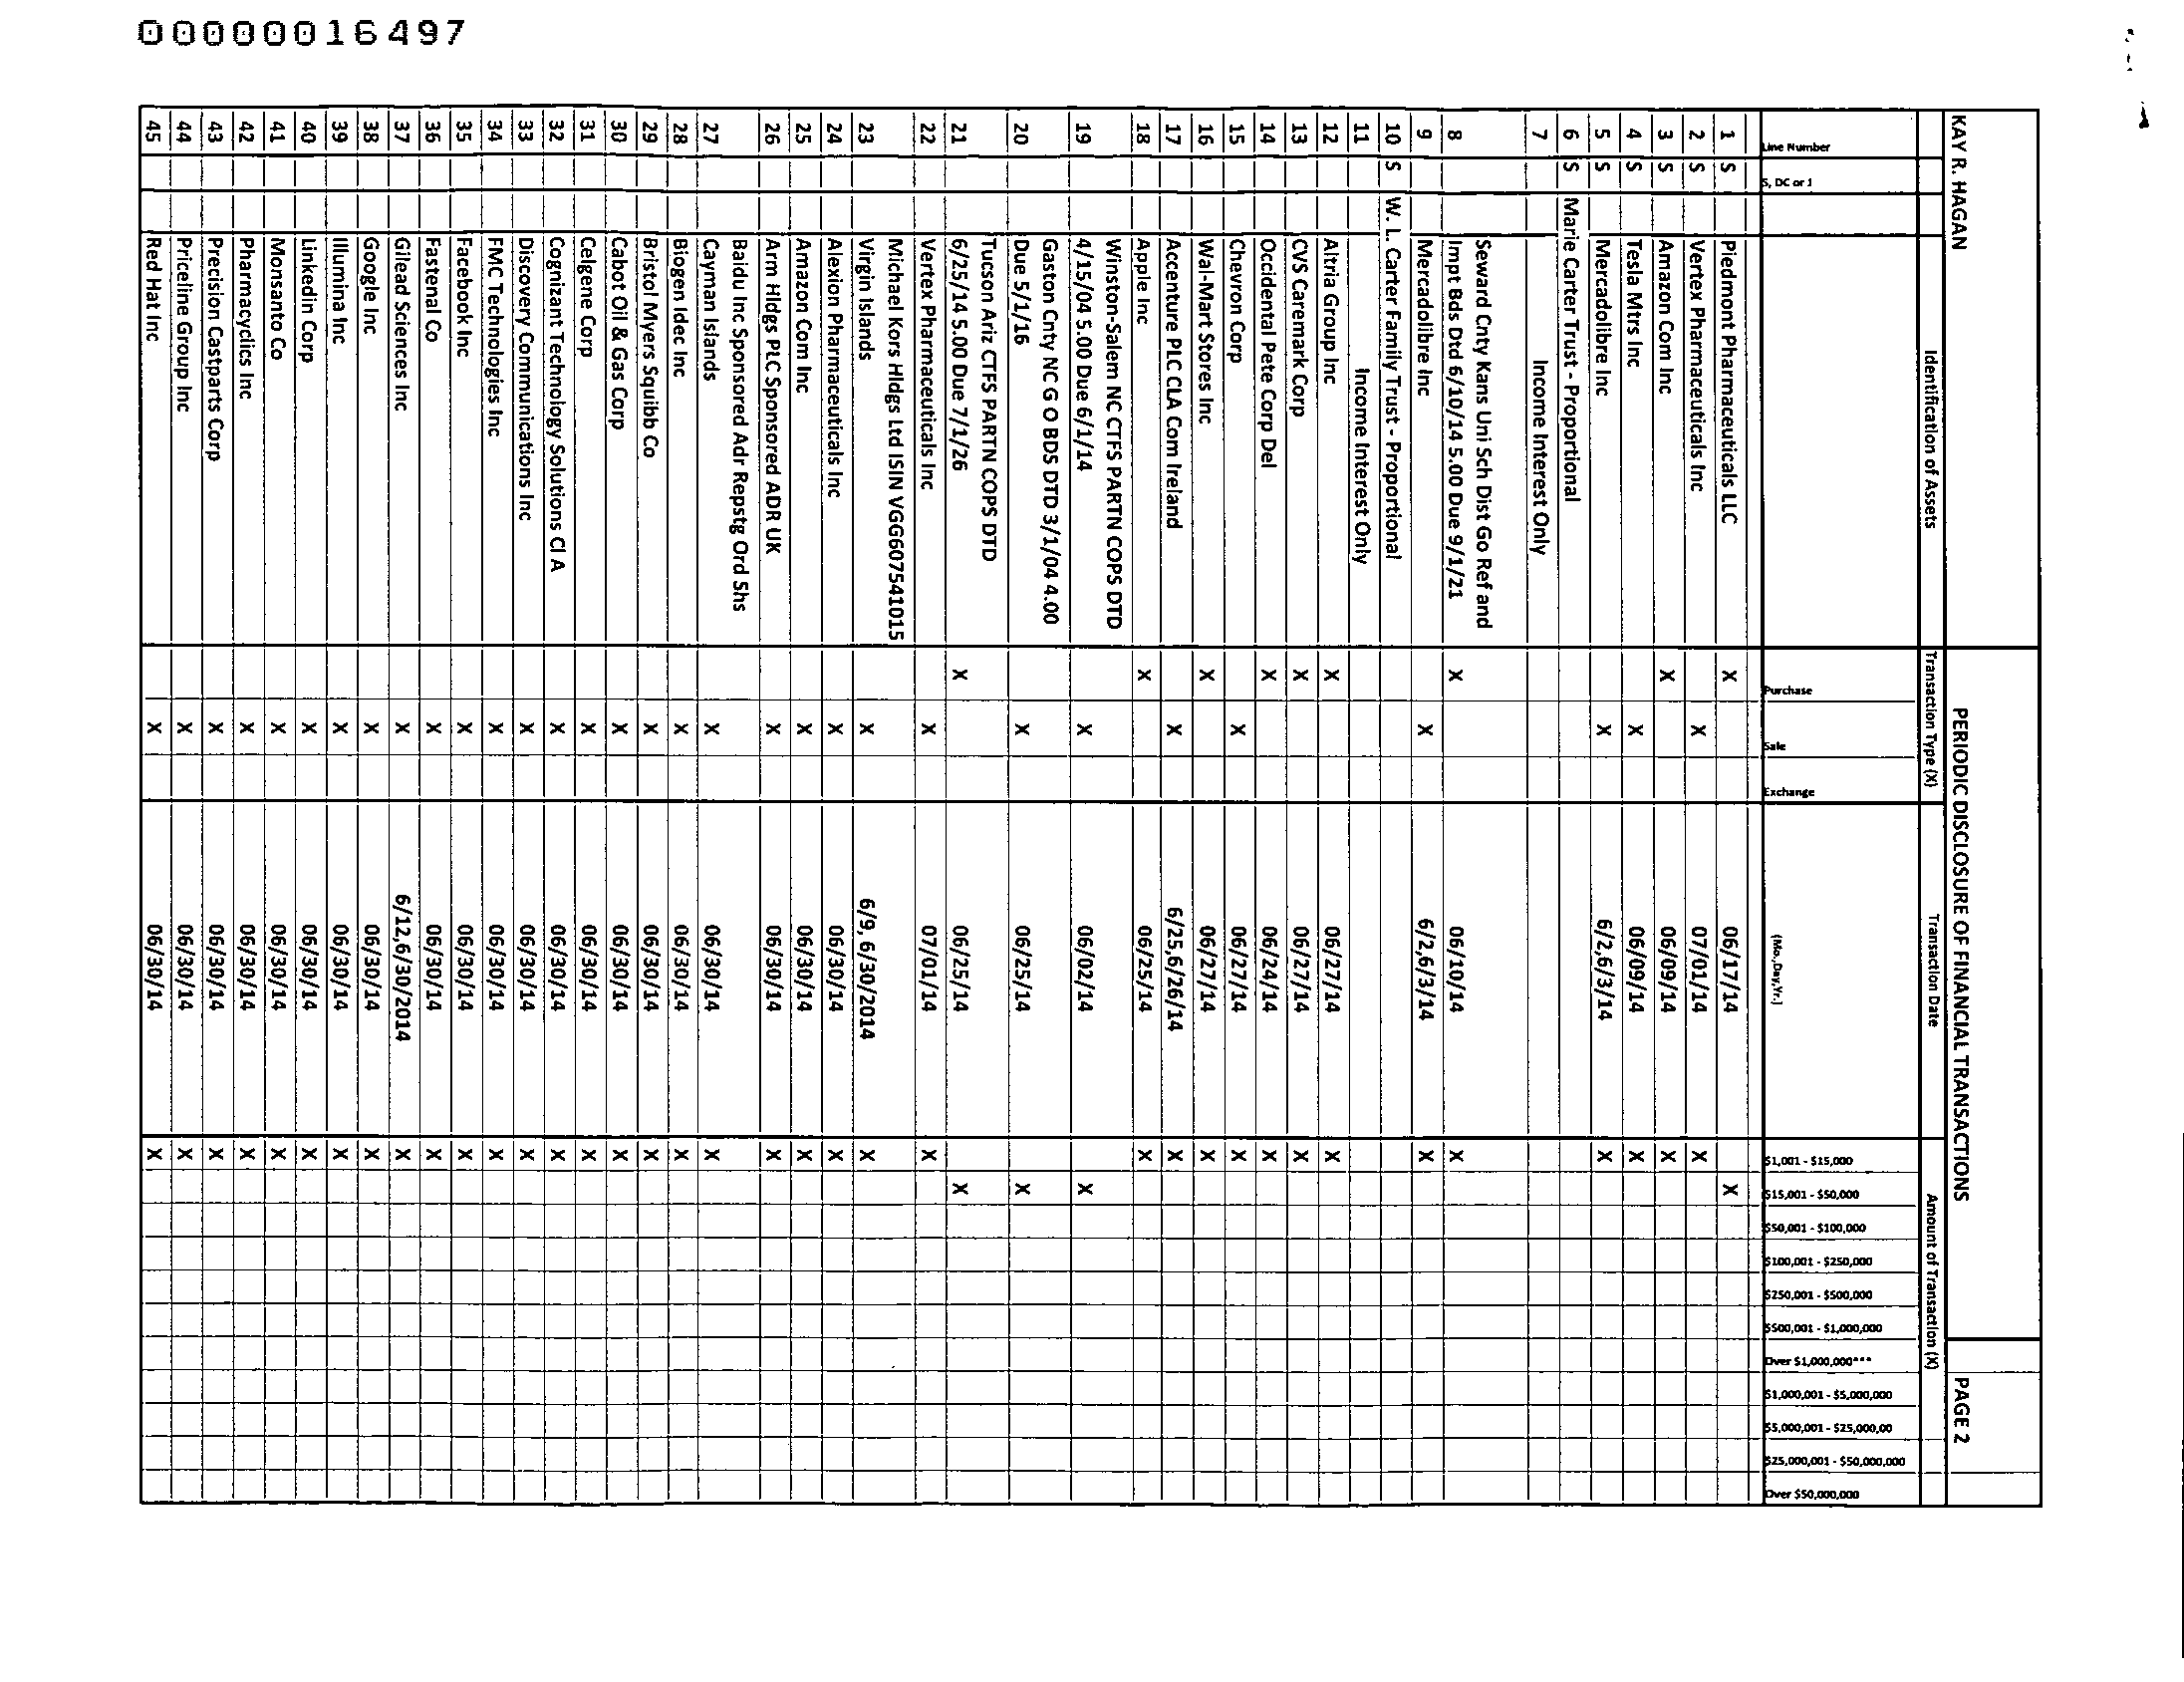 00000016497
KAY R. HAGAN PERIODIC DISCLOSURE OF FINANCIAL TRANSACTIONS PAGE 2
Identification of Assets Transaction Type (X) Transaction Date Amount of Transaction (X)
Line Number S, DC or J Purchase Sale Exchange (Mo.,Day,Yr.) $1,001 - $15,000 $15,001 - $50,000 $50,001 - $100,000 $100,001 - $250,000 $250,001 - $500,000 $500,001 - $1,000,000 Over $1,000,000*** $1,000,001 - $5,000,000 $5,000,001 - $25,000,00 $25,000,001 - $50,000,000 Over $50,000,000
1 S Piedmont Pharmaceuticals LLC X 06/17/14 X
2 S Vertex Pharmaceuticals Inc X 07/01/14 X
3 S Amazon Com Inc X 06/09/14 X
4 S Tesla Mtrs Inc X 06/09/14 X
5 S Mercadolibre Inc X 6/2,6/3/14 X
6 S Marie Carter Trust - Proportional
7 Income Interest Only
Seward Cnty Kans Uni Sch Dist Go Ref and
8 Impt Bds Dtd 6/10/14 5.00 Due 9/1/21 X 06/10/14 X
9 Mercadolibre Inc X 6/2,6/3/14 X
10 S W. L. Carter Family Trust - Proportional
11 Income Interest Only
12 Altria Group Inc X 06/27/14 X
13 CVS Caremark Corp X 06/27/14 X
14 Occidental Pete Corp Del X 06/24/14 X
15 Chevron Corp X 06/27/14 X
16 Wal-Mart Stores Inc X 06/27/14 X
17 Accenture PLC CLA Com Ireland X 6/25,6/26/14 X
18 Apple Inc X 06/25/14 X
Winston-Salem NC CTFS PARTN COPS DTD
19 4/15/04 5.00 Due 6/1/14 X 06/02/14 X
Gaston Cnty NC G O BDS DTD 3/1/04 4.00
20 Due 5/1/16 X 06/25/14 X
Tucson Ariz CTFS PARTN COPS DTD
21 6/25/14 5.00 Due 7/1/26 X 06/25/14 X
22 Vertex Pharmaceuticals Inc X 07/01/14 X
Michael Kors Hldgs Ltd ISIN VGG607541015
23 Virgin Islands X 6/9, 6/30/2014 X
24 Alexion Pharmaceuticals Inc X 06/30/14 X
25 Amazon Com Inc X 06/30/14 X
26 Arm Hldgs PLC Sponsored ADR UK X 06/30/14 X
Baidu Inc Sponsored Adr Repstg Ord Shs
27 Cayman Islands X 06/30/14 X
28 Biogen Idec Inc X 06/30/14 X
29 Bristol Myers Squibb Co X 06/30/14 X
30 Cabot Oil & Gas Corp X 06/30/14 X
31 Celgene Corp X 06/30/14 X
32 Cognizant Technology Solutions Cl A X 06/30/14 X
33 Discovery Communications Inc X 06/30/14 X
34 FMC Technologies Inc X 06/30/14 X
35 Facebook Inc X 06/30/14 X
36 Fastenal Co X 06/30/14 X
37 Gilead Sciences Inc X 6/12,6/30/2014 X
38 Google Inc X 06/30/14 X
39 Illumina Inc X 06/30/14 X
40 Linkedin Corp X 06/30/14 X
41 Monsanto Co X 06/30/14 X
42 Pharmacyclics Inc X 06/30/14 X
43 Precision Castparts Corp X 06/30/14 X
44 Priceline Group Inc X 06/30/14 X
45 Red Hat Inc X 06/30/14 X